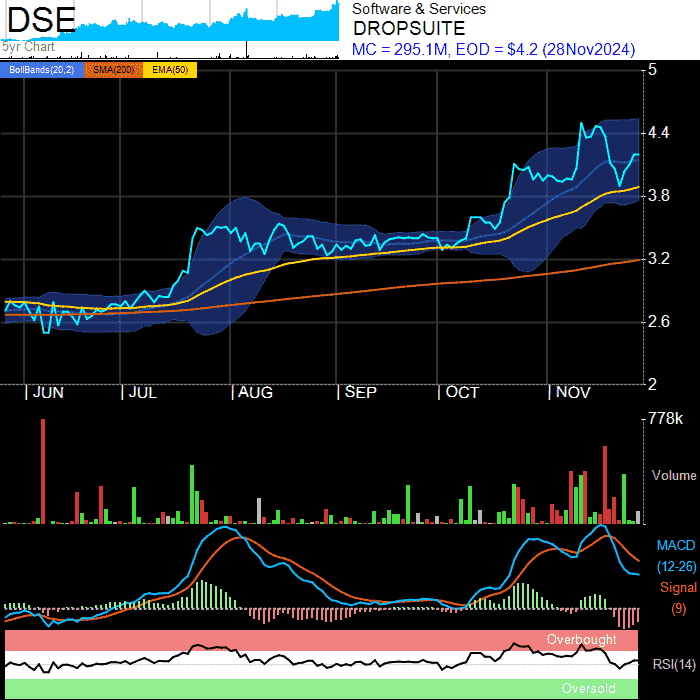 DSE
5yr Chart
Software & Services
DROPSUITE
MC = 295.1M, EOD = $4.2 (28Nov2024)
BollBands(20,2) SMA(200) EMA(50)
5
4.4
3.8
3.2
2.6
2
JUN JUL AUG SEP OCT NOV
778k
Volume
MACD
(12-26)
Signal
(9)
Overbought
RSI(14)
Oversold